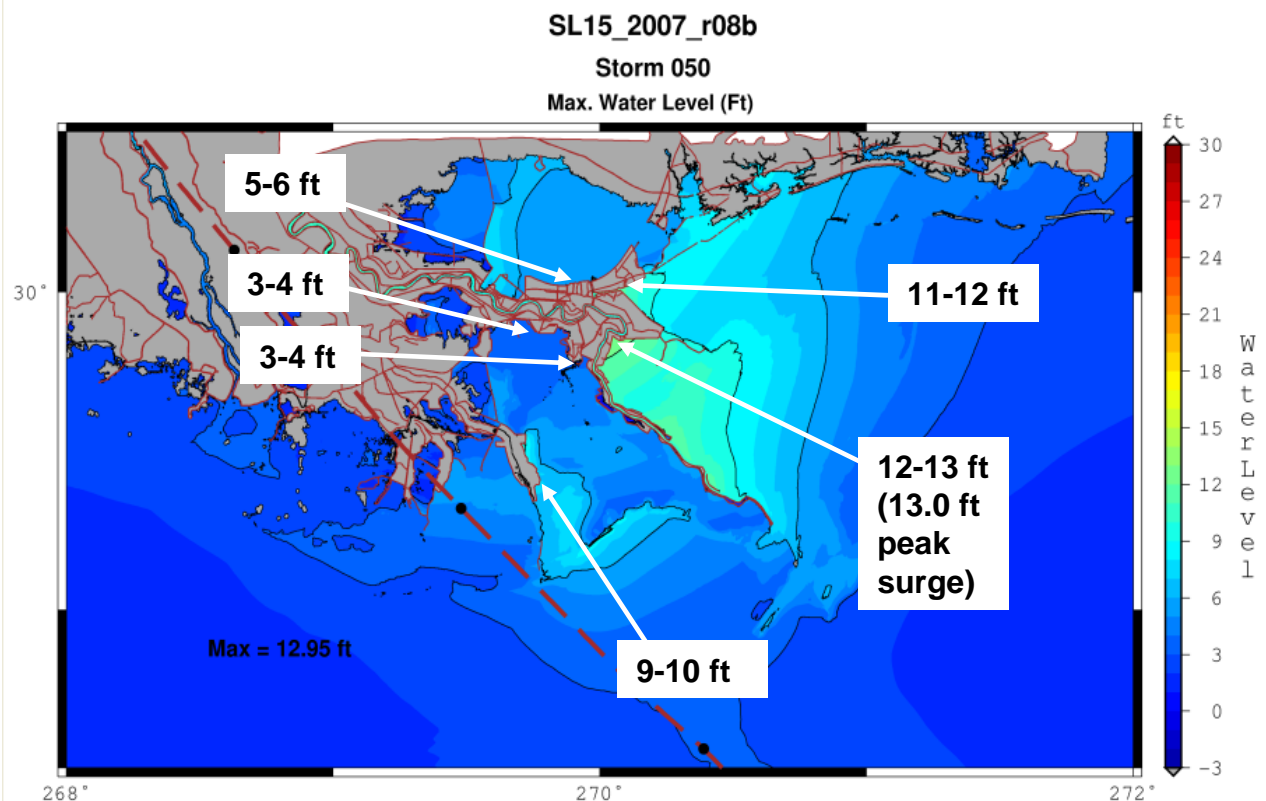 SL15_2007_r08b
Storm 050
Max. Water Level (Ft)
ft
30
27
24
21
18
15
12
9
6
3
0
-3
Water Level
5-6 ft
3-4 ft
3-4 ft
11-12 ft
12-13 ft
(13.0 ft
peak
surge)
9-10 ft
Max = 12.95 ft
30°
268°
270°
272°